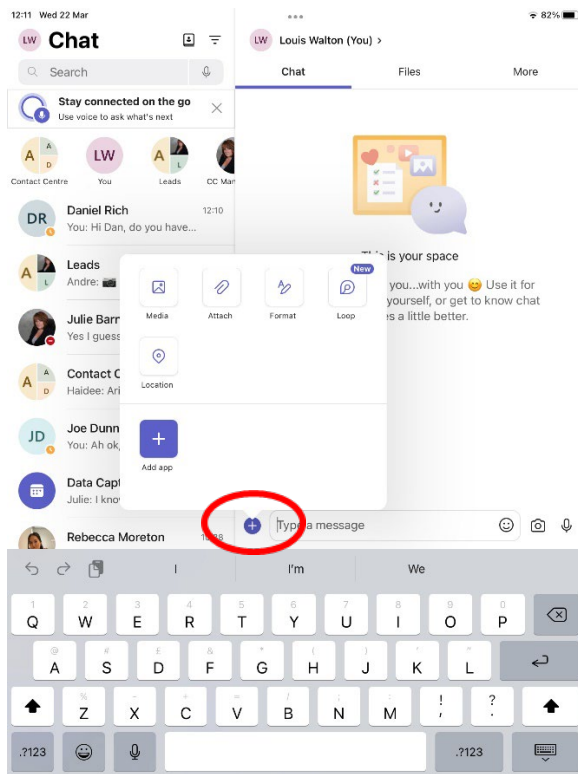 12:11 Wed 22 Mar
82%
LW Chat
LW Louis Walton (You) >
Search
Chat Files More
Stay connected on the go
Use voice to ask what's next
A A D
LW
A L
Contact Centre You Leads CC Man
DR Daniel Rich 12:10
You: Hi Dan, do you have...
A L Leads
Andre:
Julie Barn
Yes I guess
A A D Contact C
Haidee: Ari
JD Joe Dunn
You: Ah ok,
Data Capt
Julie: I kno
Rebecca Moreton
is your space
you...with you 😊 Use it for
yourself, or get to know chat
a little better.
New
Media Attach Format Loop
Location
Add app
Type a message
I I'm We
1 2 3 4 5 6 7 8 9 0
Q W E R T Y U I O P
@ # £ & * ( ) ' "
A S D F G H J K L
% - + = / ; : ! ?
Z X C V B N M , .
.?123 .?123